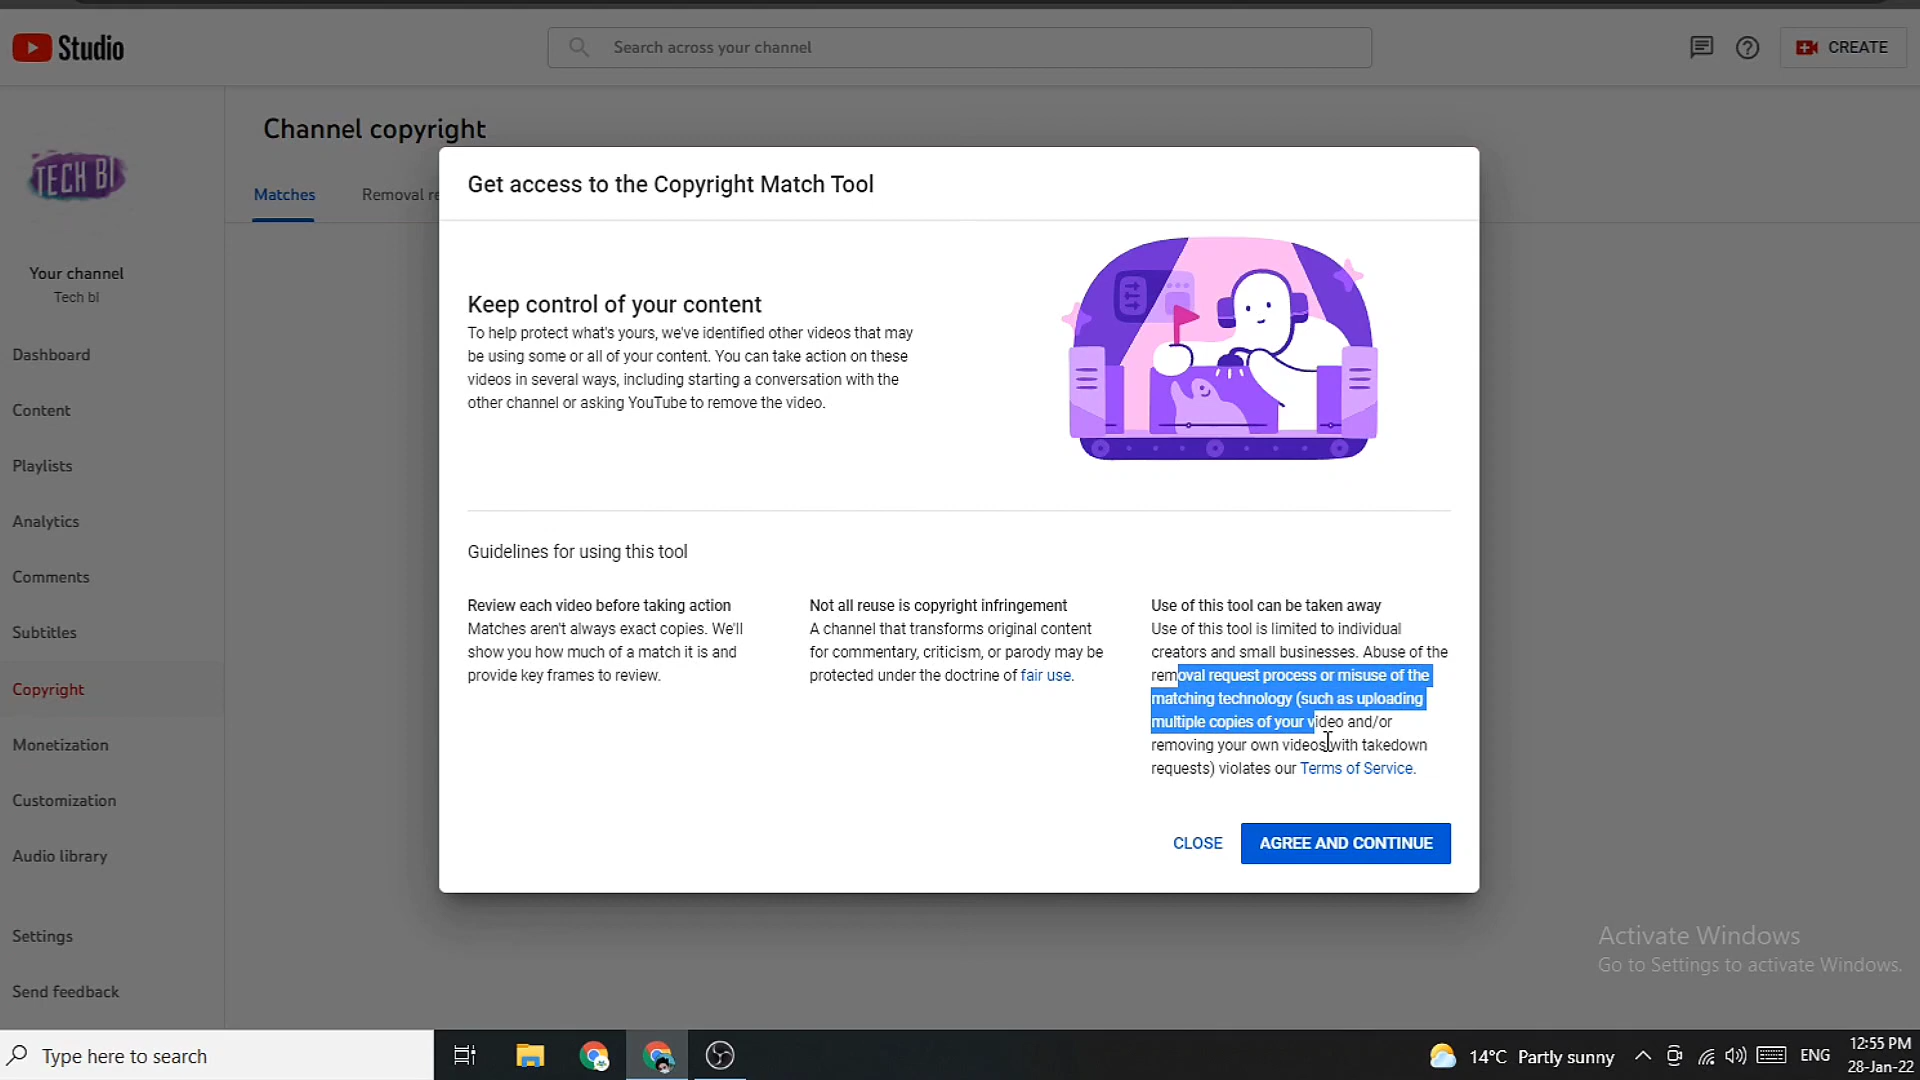 Studio
Search across your channel
CREATE
TECH BI
Your channel
Tech bl
Dashboard
Content
Playlists
Analytics
Comments
Subtitles
Copyright
Monetization
Customization
Audio library
Settings
Send feedback
Channel copyright
Matches
Removal re
Get access to the Copyright Match Tool
Keep control of your content
To help protect what's yours, we've identified other videos that may
be using some or all of your content. You can take action on these
videos in several ways, including starting a conversation with the
other channel or asking YouTube to remove the video.
Guidelines for using this tool
Review each video before taking action
Matches aren't always exact copies. We'll
show you how much of a match it is and
provide key frames to review.
Not all reuse is copyright infringement
A channel that transforms original content
for commentary, criticism, or parody may be
protected under the doctrine of fair use.
Use of this tool can be taken away
Use of this tool is limited to individual
creators and small businesses. Abuse of the
removal request process or misuse of the
matching technology (such as uploading
multiple copies of your video and/or
removing your own videos with takedown
requests) violates our Terms of Service.
CLOSE
AGREE AND CONTINUE
Activate Windows
Go to Settings to activate Windows.
Type here to search
14°C Partly sunny
ENG
12:55 PM
28-Jan-22